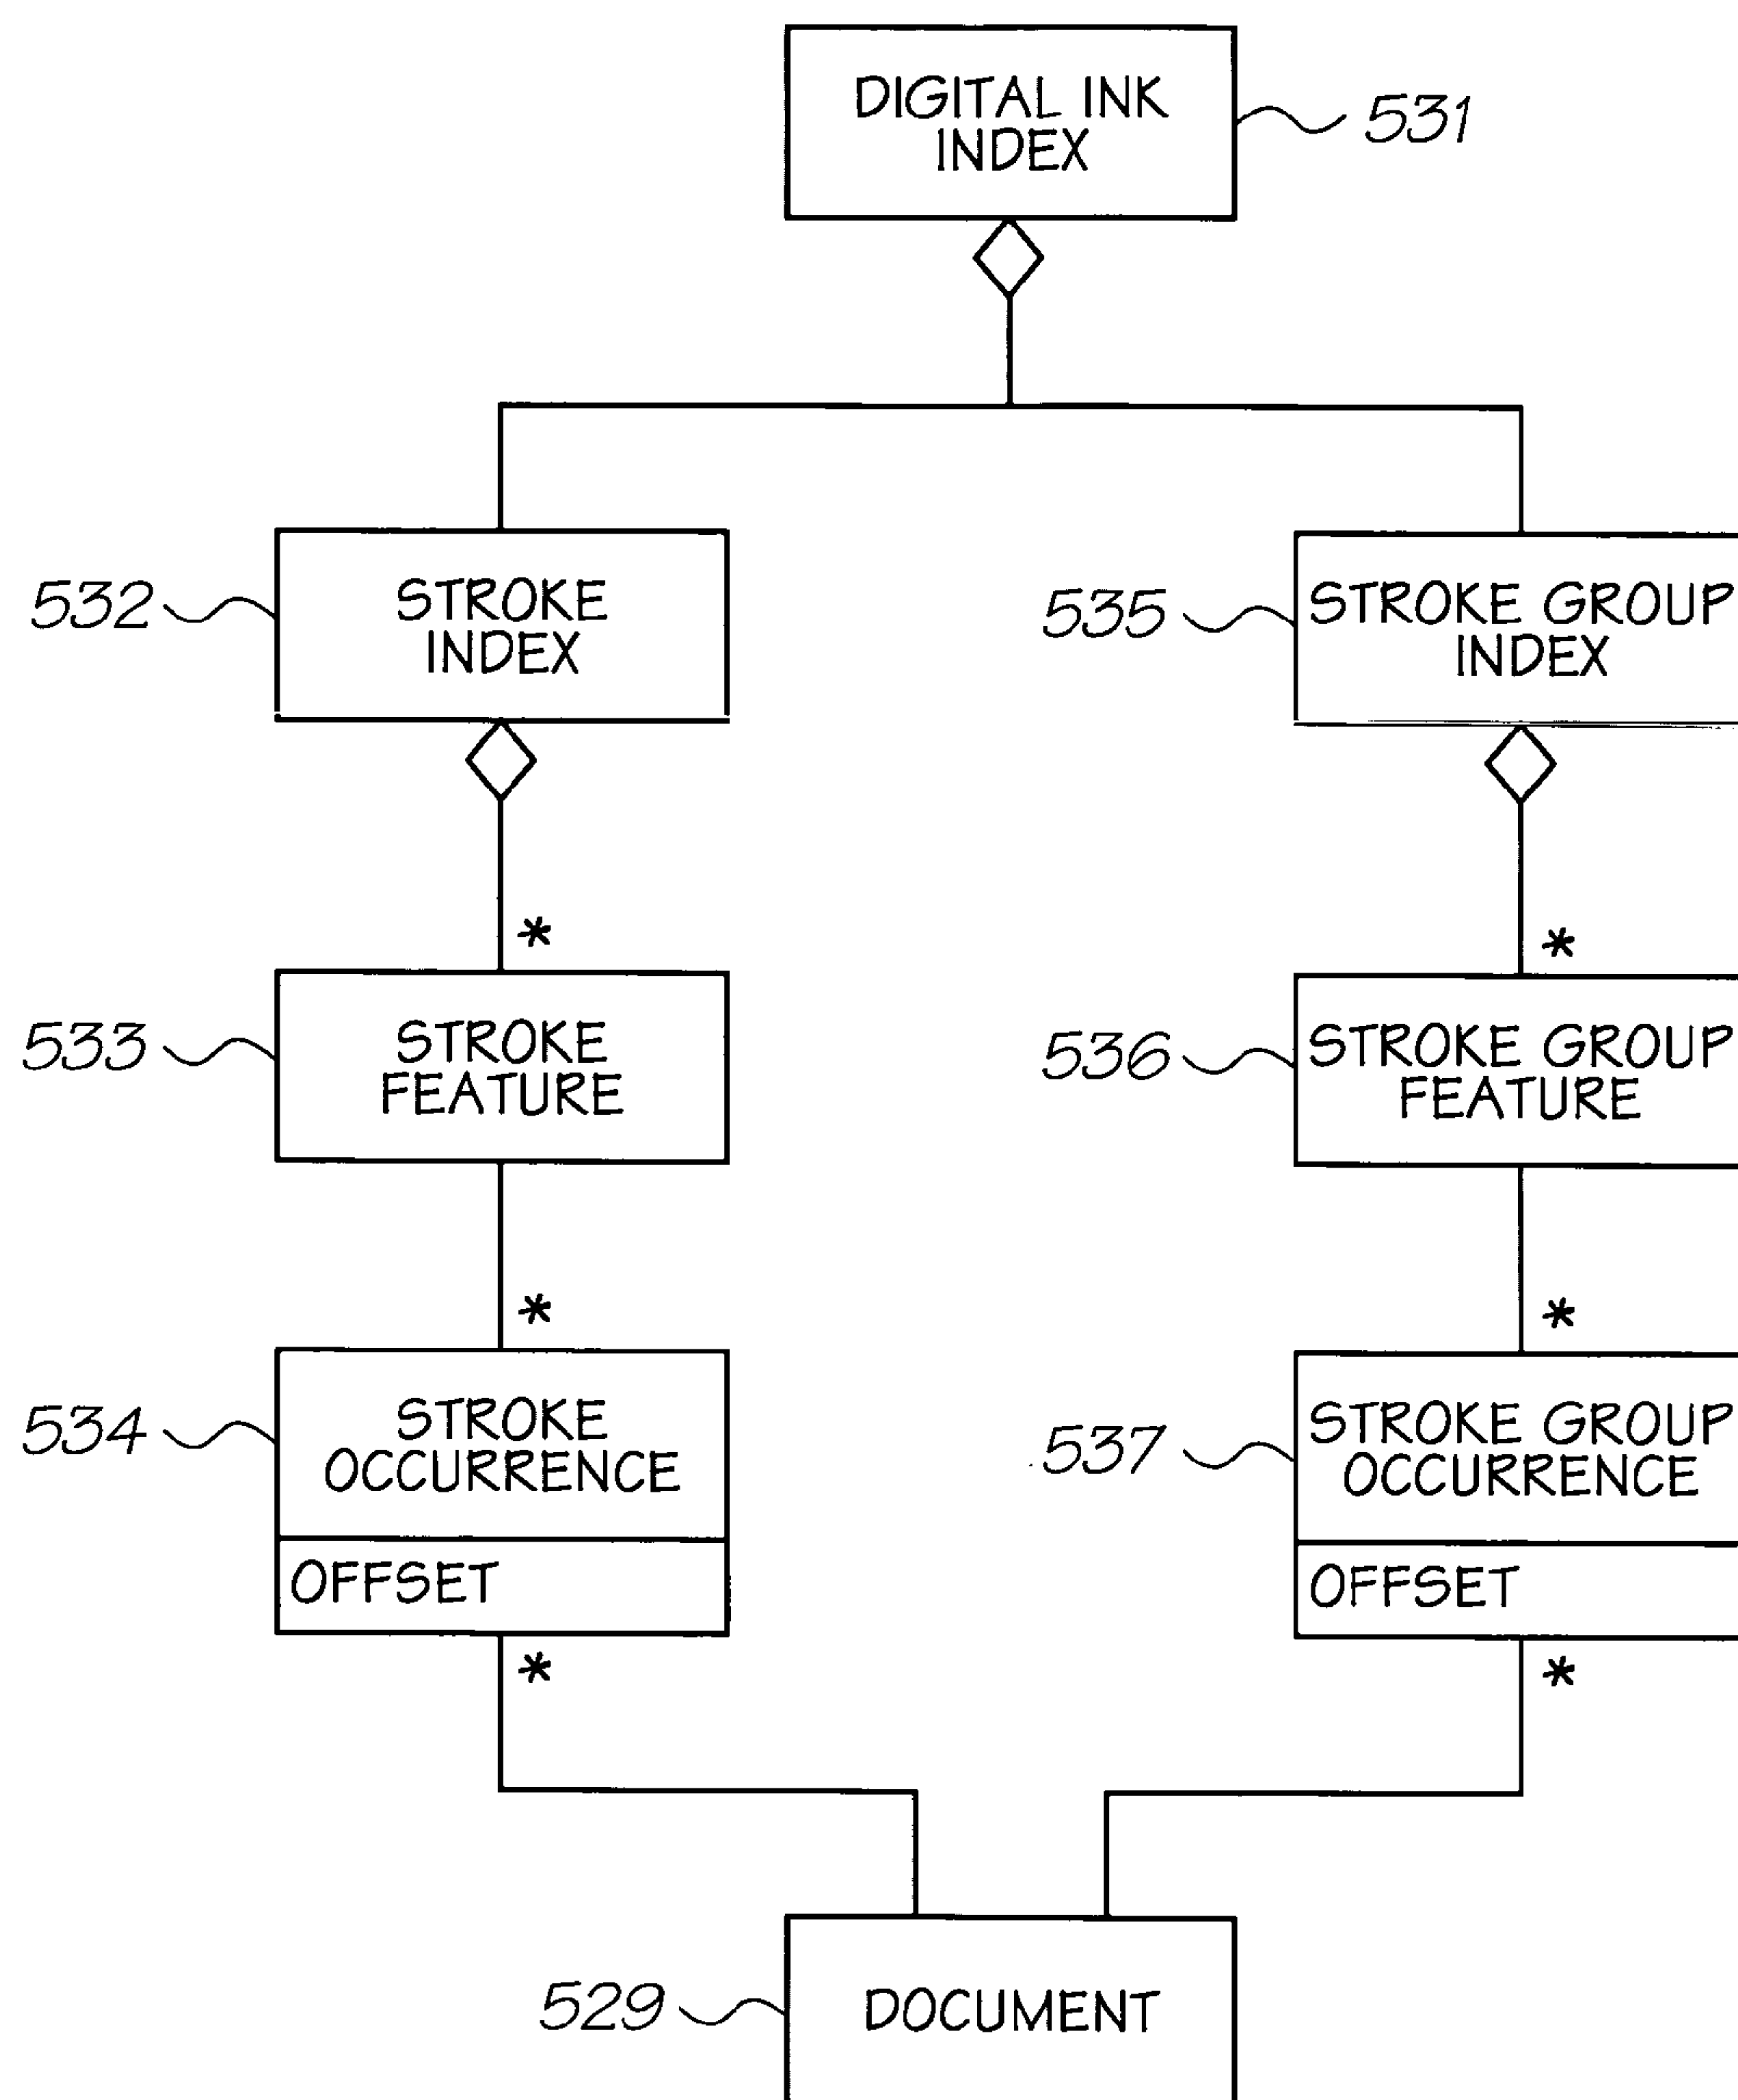 DIGITAL INK
INDEX
531
532
STROKE
INDEX
535
STROKE GROUP
INDEX
*
*
533
STROKE
FEATURE
536
STROKE GROUP
FEATURE
*
*
534
STROKE
OCCURRENCE
OFFSET
537
STROKE GROUP
OCCURRENCE
OFFSET
*
*
529
DOCUMENT